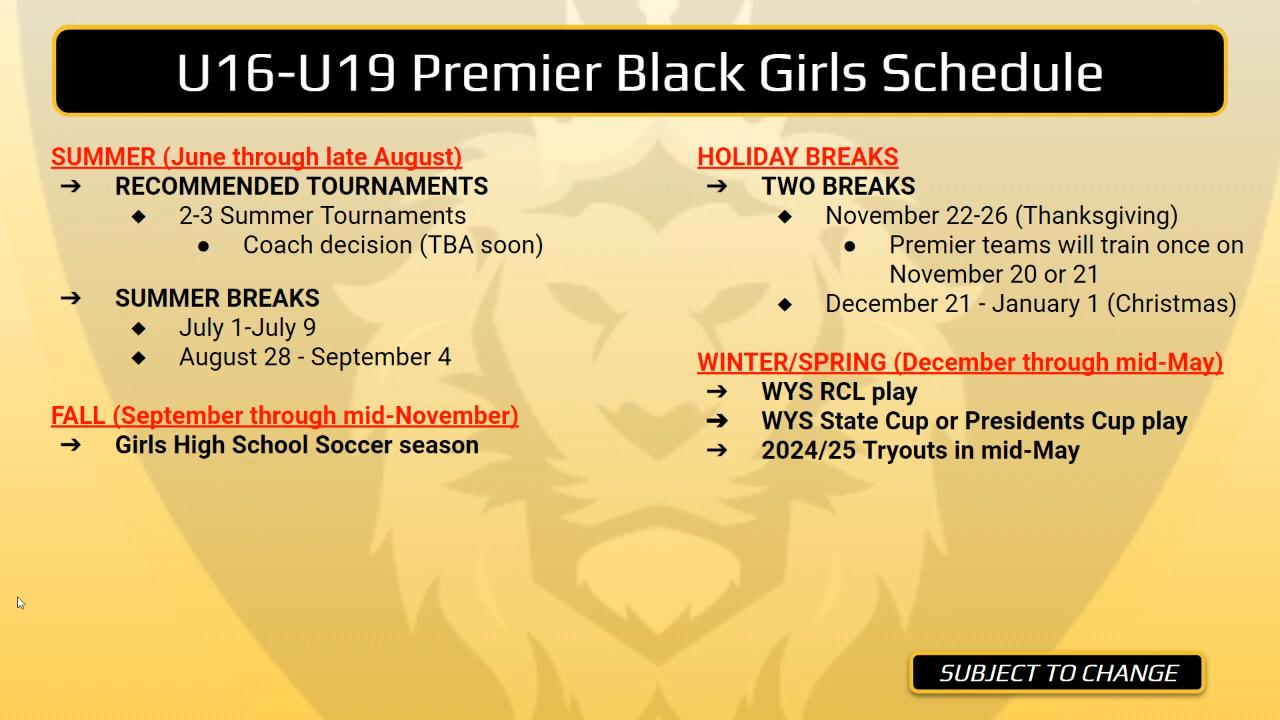 U16-U19 Premier Black Girls Schedule
SUMMER (June through late August)
➔ RECOMMENDED TOURNAMENTS
◆ 2-3 Summer Tournaments
● Coach decision (TBA soon)
➔ SUMMER BREAKS
◆ July 1-July 9
◆ August 28 - September 4
FALL (September through mid-November)
➔ Girls High School Soccer season
HOLIDAY BREAKS
➔ TWO BREAKS
◆ November 22-26 (Thanksgiving)
● Premier teams will train once on
November 20 or 21
◆ December 21 - January 1 (Christmas)
WINTER/SPRING (December through mid-May)
➔ WYS RCL play
➔ WYS State Cup or Presidents Cup play
➔ 2024/25 Tryouts in mid-May
SUBJECT TO CHANGE